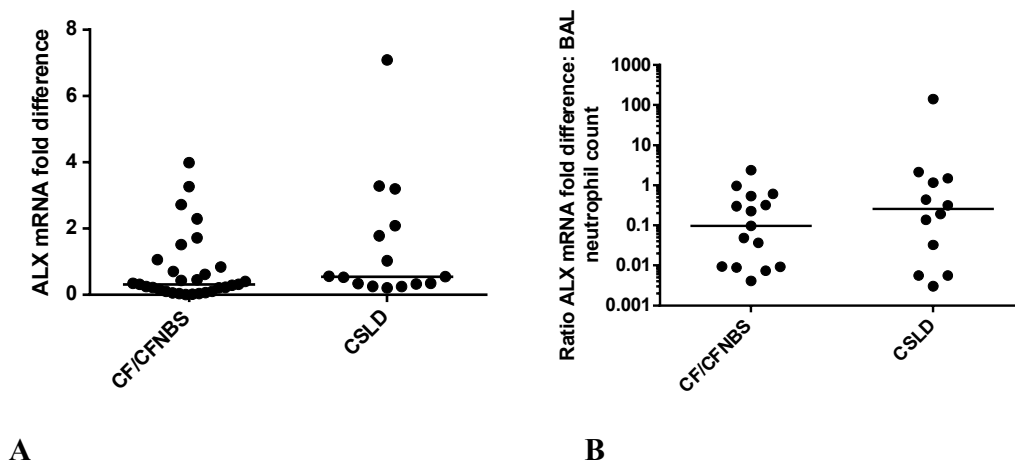 ALX mRNA fold difference
8
6
4
2
0
CF/CFNBS
CSLD
A
Ratio ALX mRNA fold difference: BAL
neutrophil count
1000
100
10
1
0.1
0.01
0.001
CF/CFNBS
CSLD
B